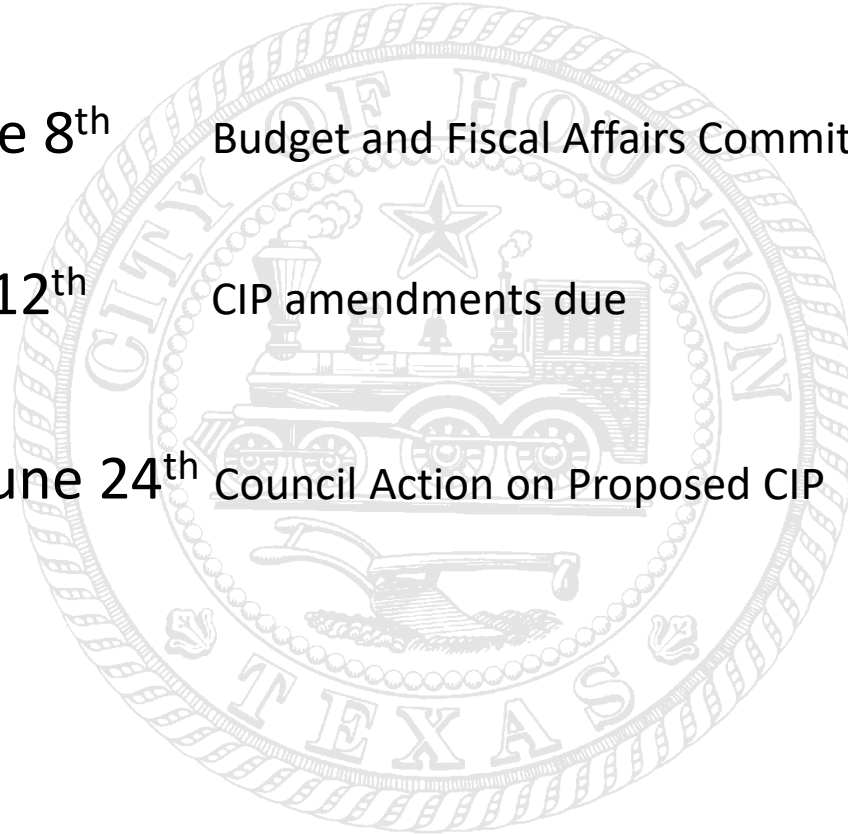 e 8th Budget and Fiscal Affairs Commit
12th CIP amendments due
une 24th Council Action on Proposed CIP
CITY OF HOUSTON
TEXAS